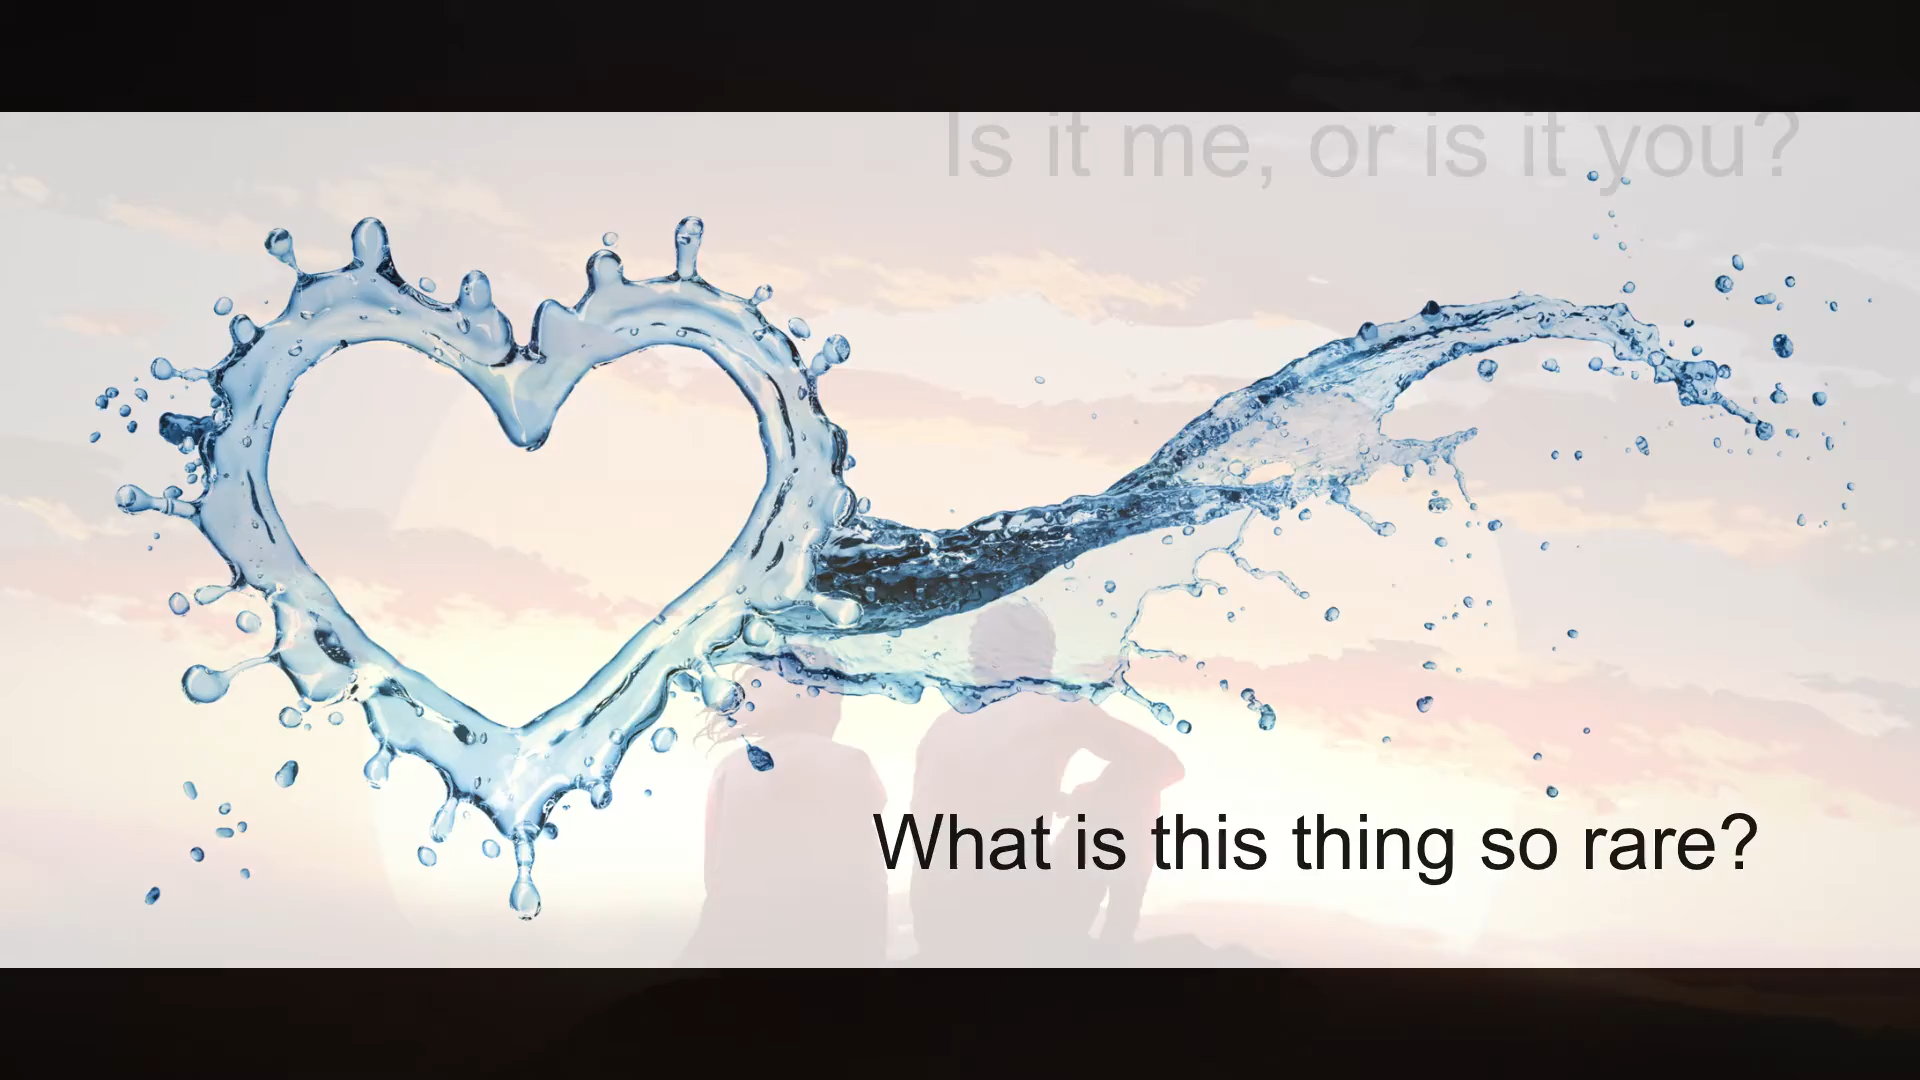 Is it me, or is it you?
What is this thing so rare?